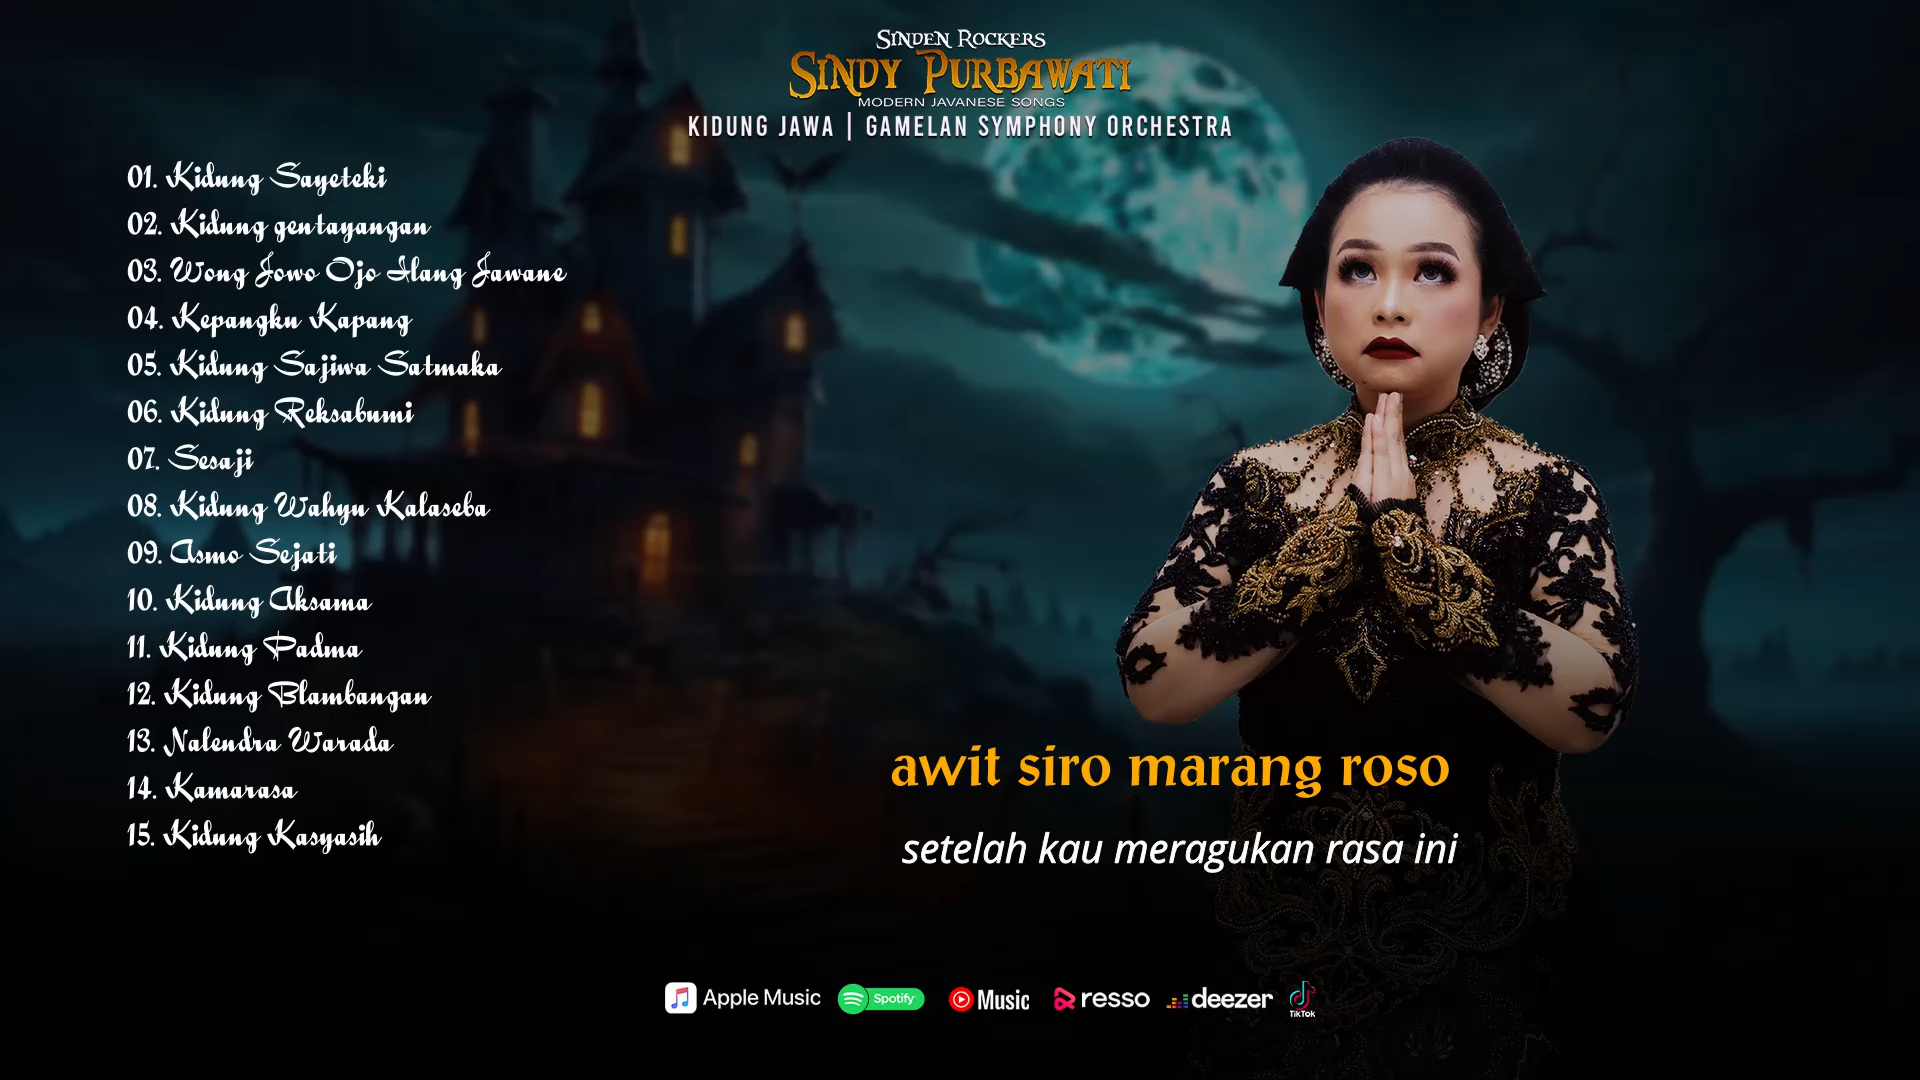 SINDEN ROCKERS
SINDY PURBAWATI
MODERN JAVANESE SONGS
KIDUNG JAWA | GAMELAN SYMPHONY ORCHESTRA
01. Kidung Sayeteki
02. Kidung gentayangan
03. Wong Jowo Ojo Ilang Jawane
04. Kepangku Kapang
05. Kidung Sajiwa Satmaka
06. Kidung Reksabumi
07. Sesaji
08. Kidung Wahyu Kalaseba
09. Asmo Sejati
10. Kidung Aksama
11. Kidung Padma
12. Kidung Blambangan
13. Nalendra Warada
14. Kamarasa
15. Kidung Kasyasih
awit siro marang roso
setelah kau meragukan rasa ini
Apple Music Spotify Music resso deezer TikTok